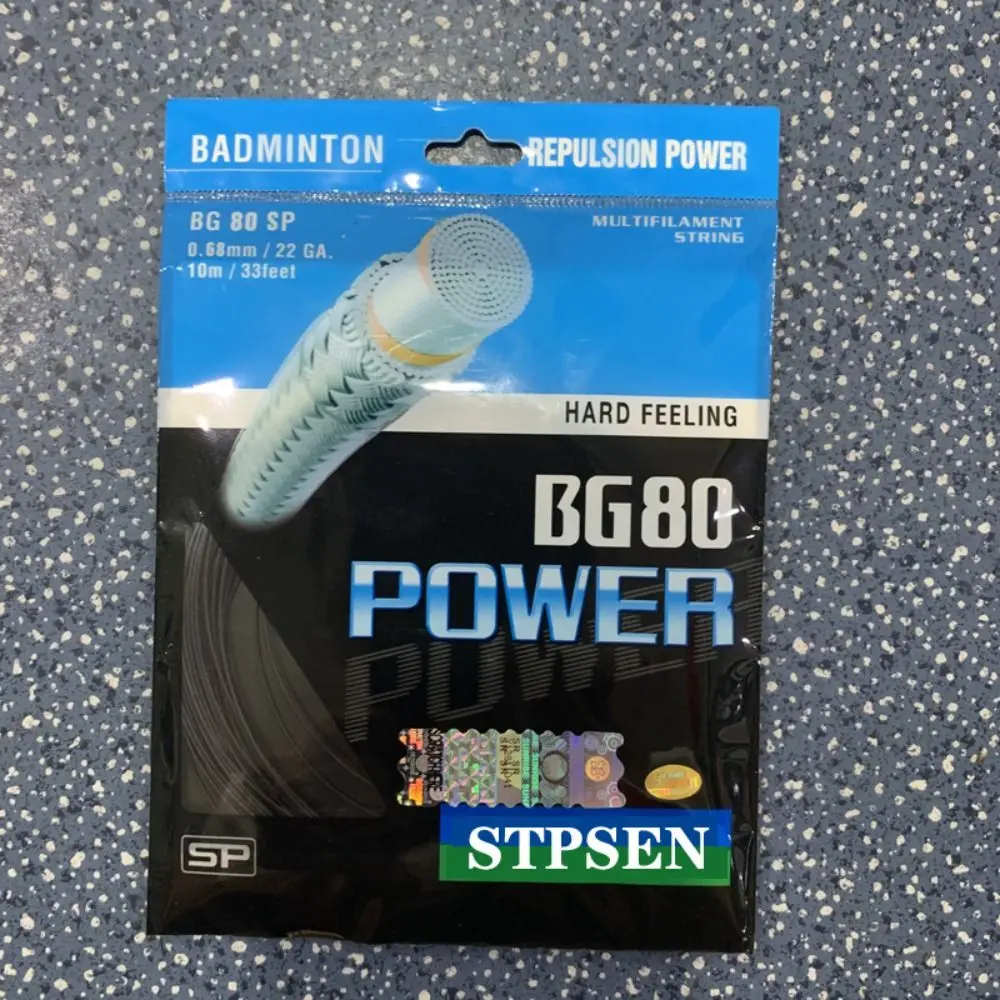 BADMINTON
REPULSION POWER
BG 80 SP
0.68mm / 22 GA.
10m / 33feet
MULTIFILAMENT
STRING
HARD FEELING
BG80
POWER
POWER
SUNRISE
SP
STPSEN